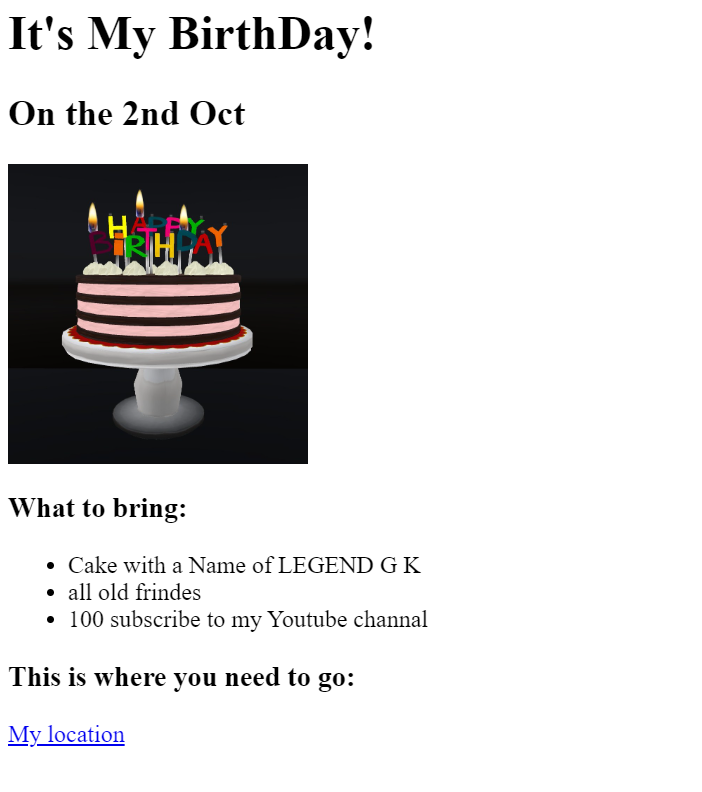 It's My BirthDay!
On the 2nd Oct
HAPPY
BIRTHDAY
What to bring:
Cake with a Name of LEGEND G K
all old frindes
100 subscribe to my Youtube channal
This is where you need to go:
My location